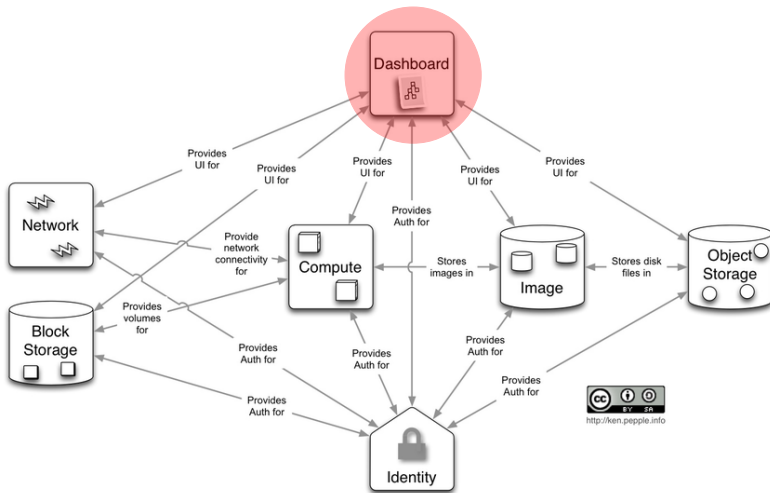 Dashboard
Provides
UI for
Provides
UI for
Provides
UI for
Provides
UI for
Provides
UI for
Provides
Auth for
Network
Provide
network
connectivity
for
Compute
Stores
images in
Image
Stores disk
files in
Object
Storage
Block
Storage
Provides
volumes
for
Provides
Auth for
Provides
Auth for
Provides
Auth for
Provides
Auth for
Provides
Auth for
Identity
cc
BY SA
http://ken.pepple.info